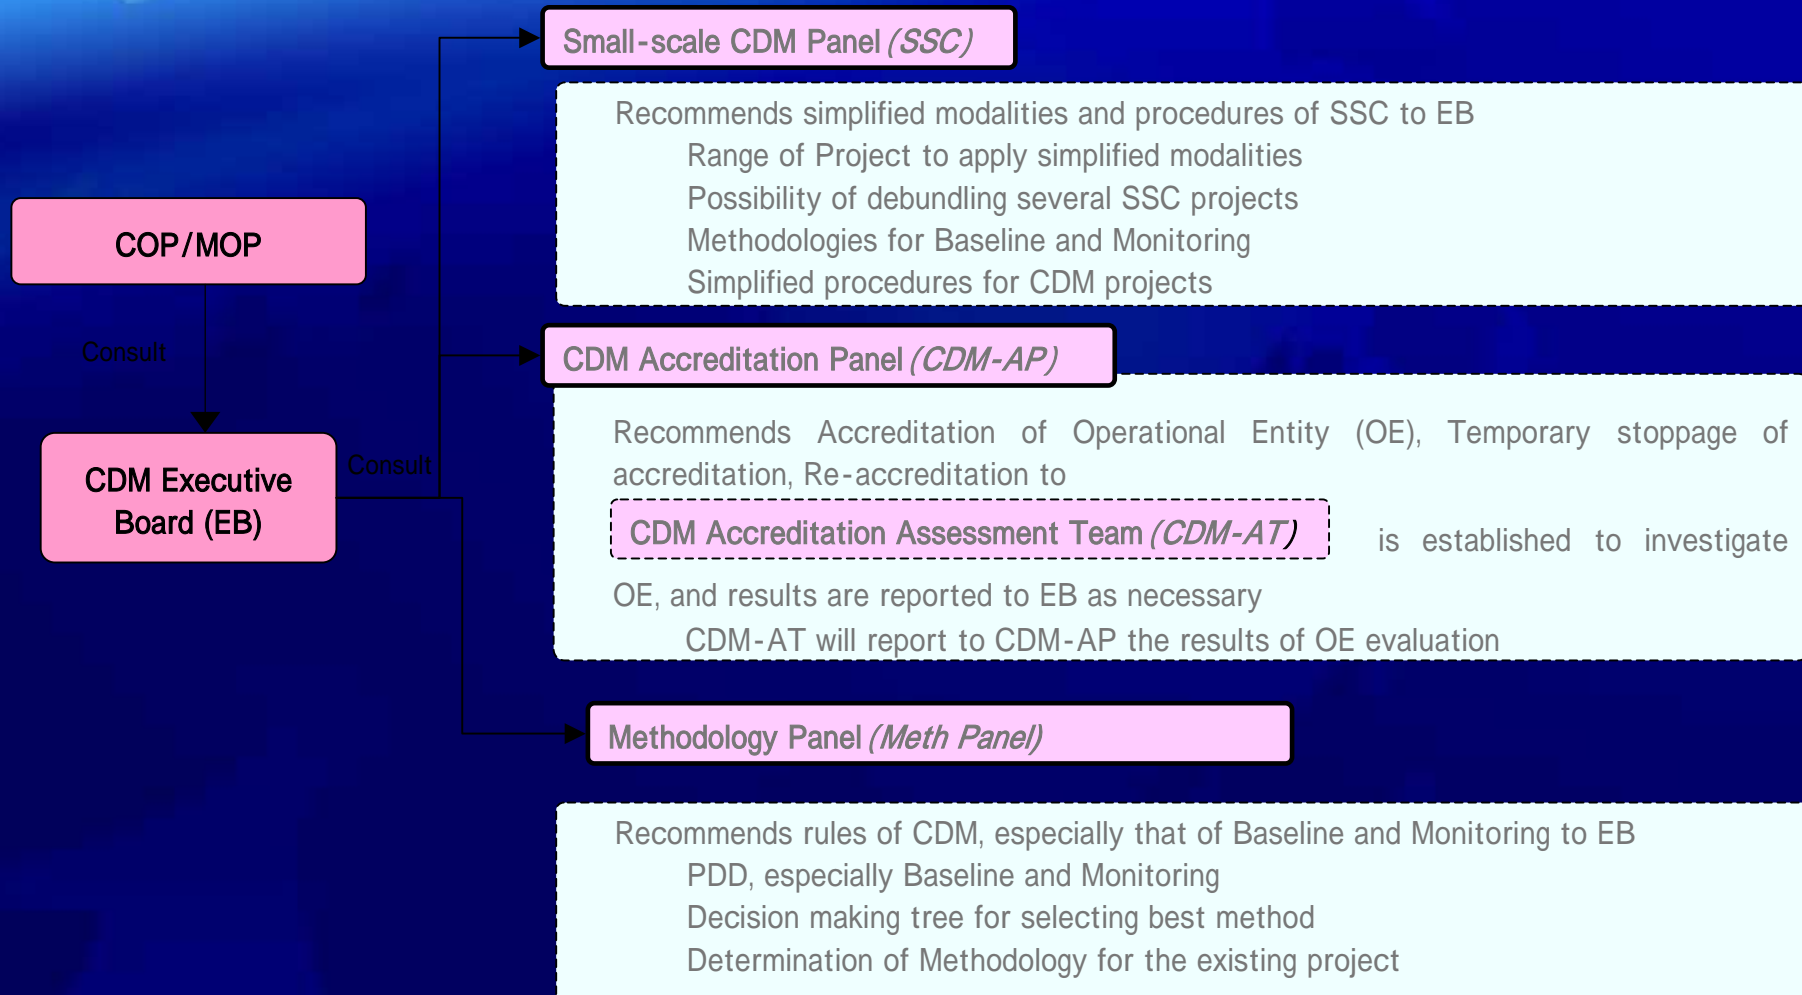 Small-scale CDM Panel (SSC)
Recommends simplified modalities and procedures of SSC to EB
Range of Project to apply simplified modalities
Possibility of debundling several SSC projects
Methodologies for Baseline and Monitoring
Simplified procedures for CDM projects
COP/MOP
Consult
CDM Executive
Board (EB)
Consult
CDM Accreditation Panel (CDM-AP)
Recommends Accreditation of Operational Entity (OE), Temporary stoppage of
accreditation, Re-accreditation to
CDM Accreditation Assessment Team (CDM-AT) is established to investigate
OE, and results are reported to EB as necessary
CDM-AT will report to CDM-AP the results of OE evaluation
Methodology Panel (Meth Panel)
Recommends rules of CDM, especially that of Baseline and Monitoring to EB
PDD, especially Baseline and Monitoring
Decision making tree for selecting best method
Determination of Methodology for the existing project